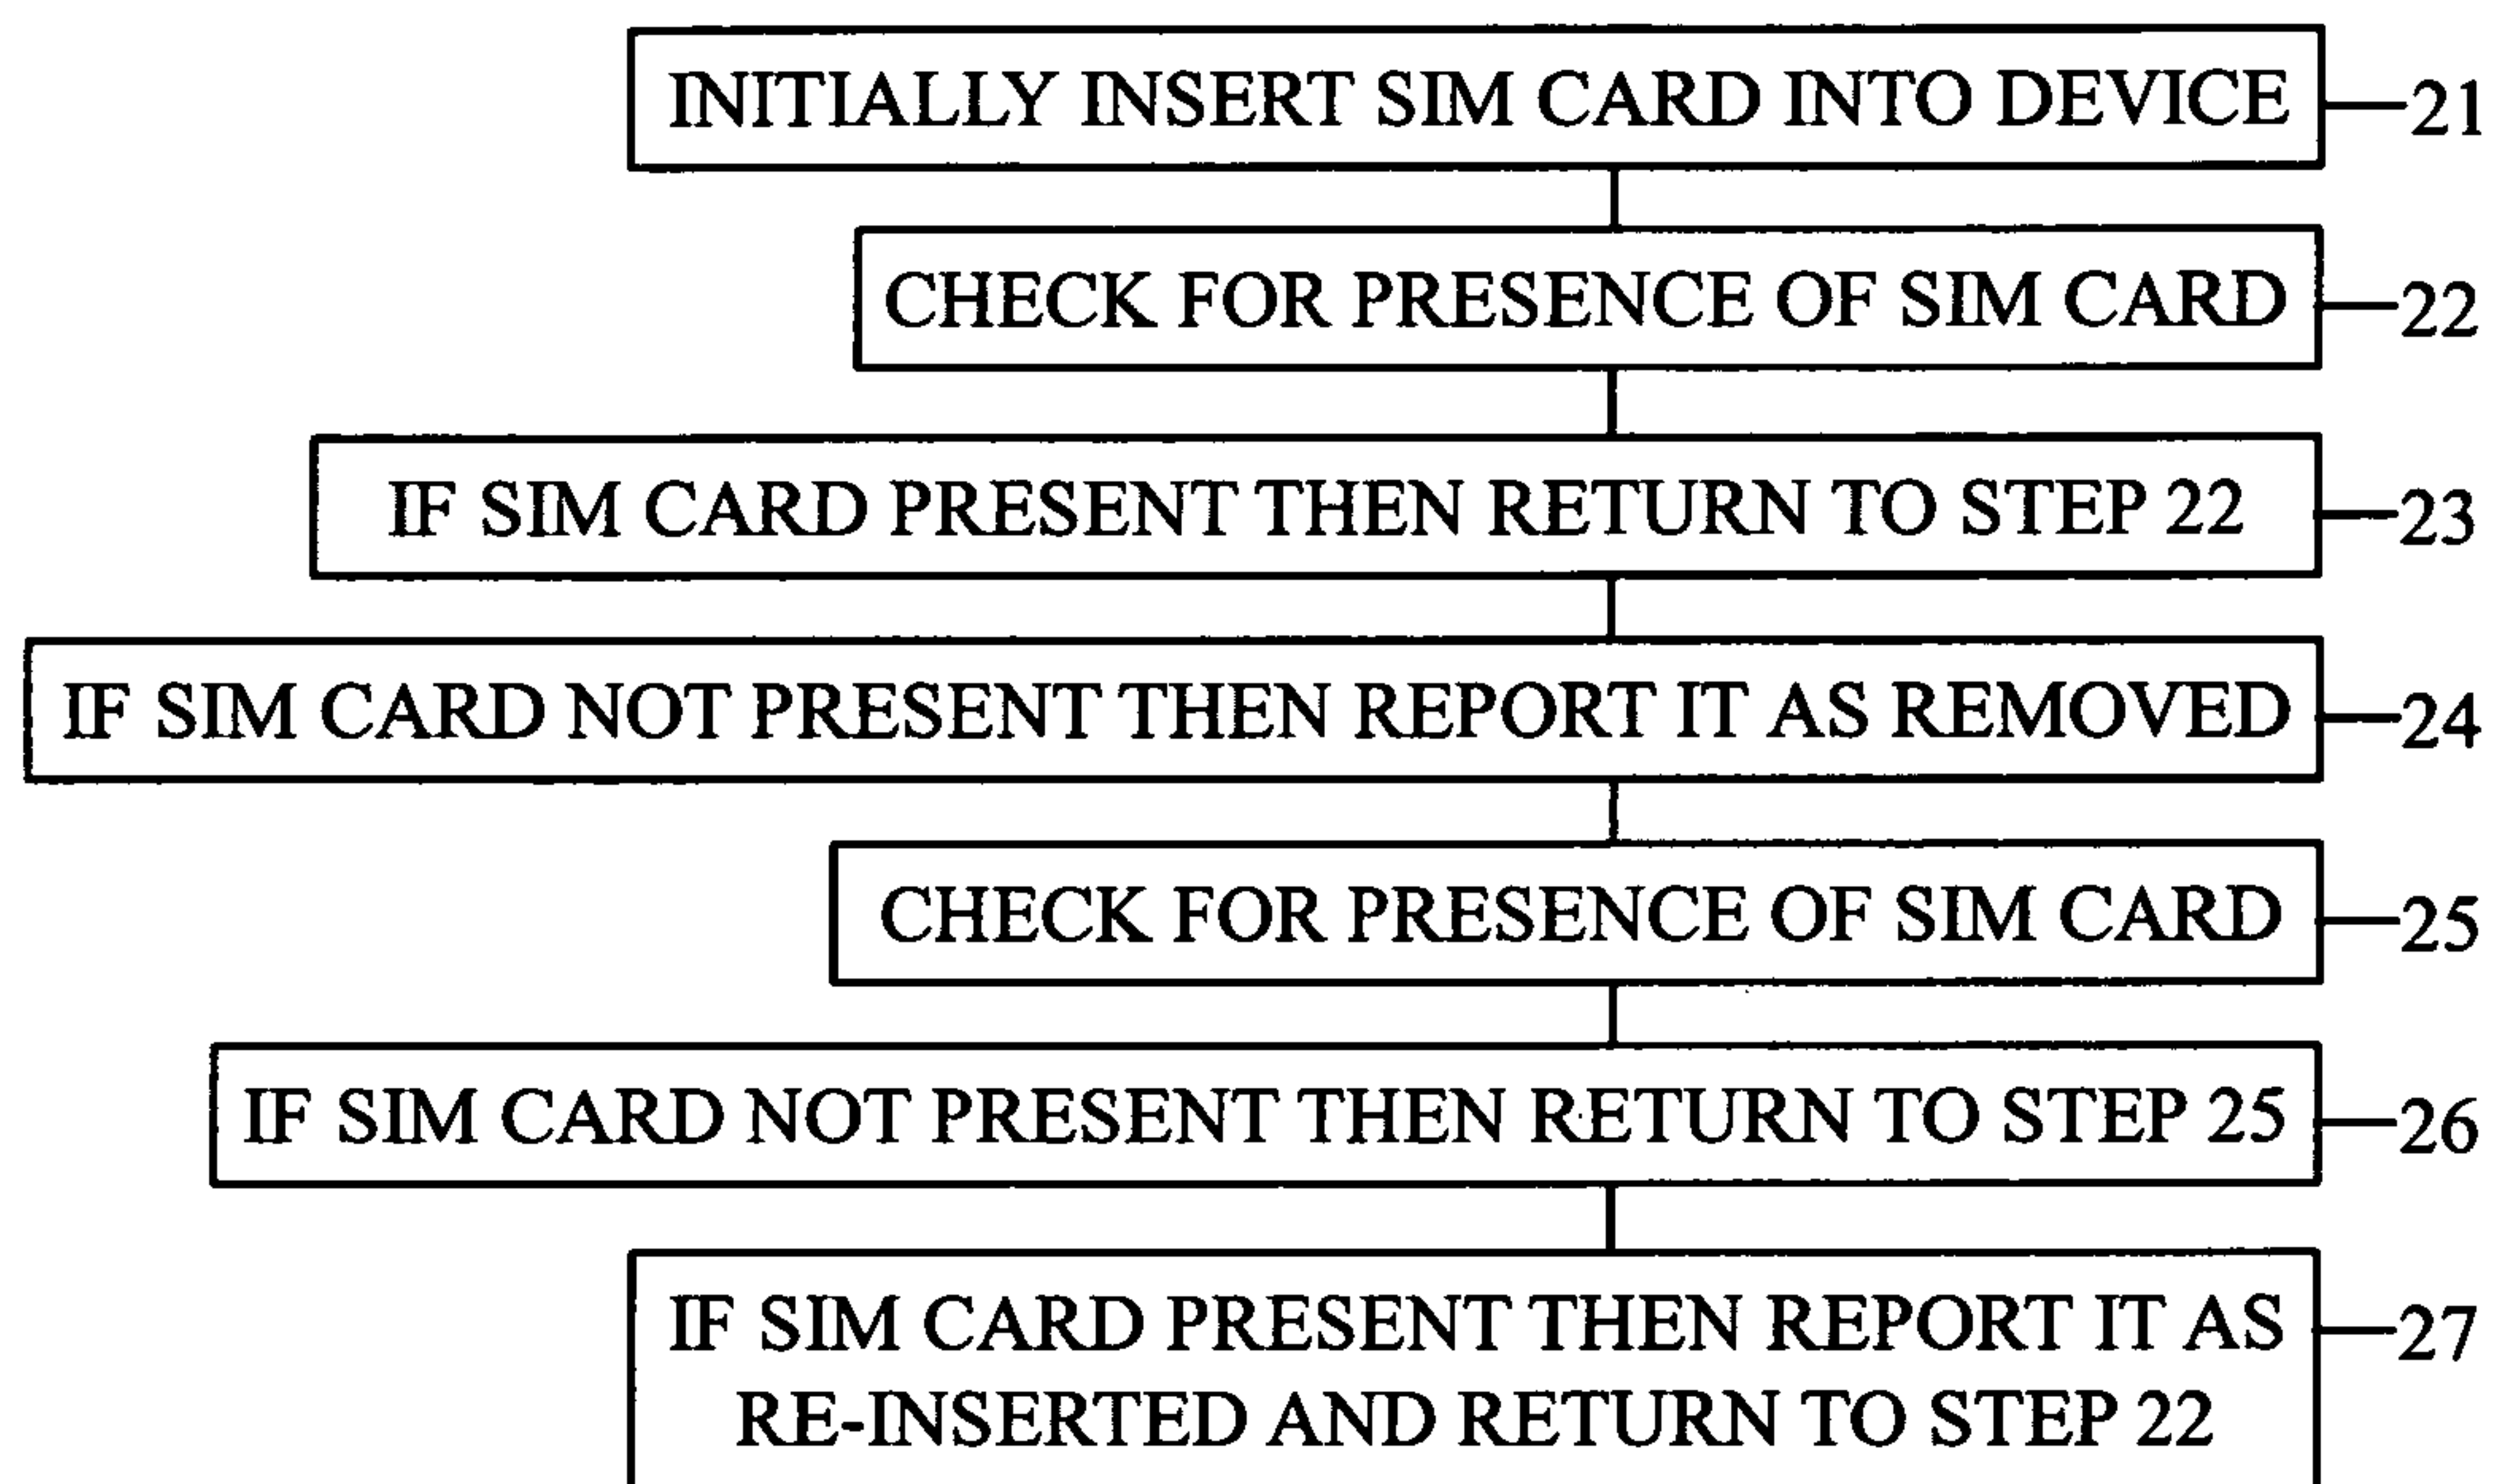 INITIALLY INSERT SIM CARD INTO DEVICE 21
CHECK FOR PRESENCE OF SIM CARD 22
IF SIM CARD PRESENT THEN RETURN TO STEP 22 23
IF SIM CARD NOT PRESENT THEN REPORT IT AS REMOVED 24
CHECK FOR PRESENCE OF SIM CARD 25
IF SIM CARD NOT PRESENT THEN RETURN TO STEP 25 26
IF SIM CARD PRESENT THEN REPORT IT AS 27
RE-INSERTED AND RETURN TO STEP 22